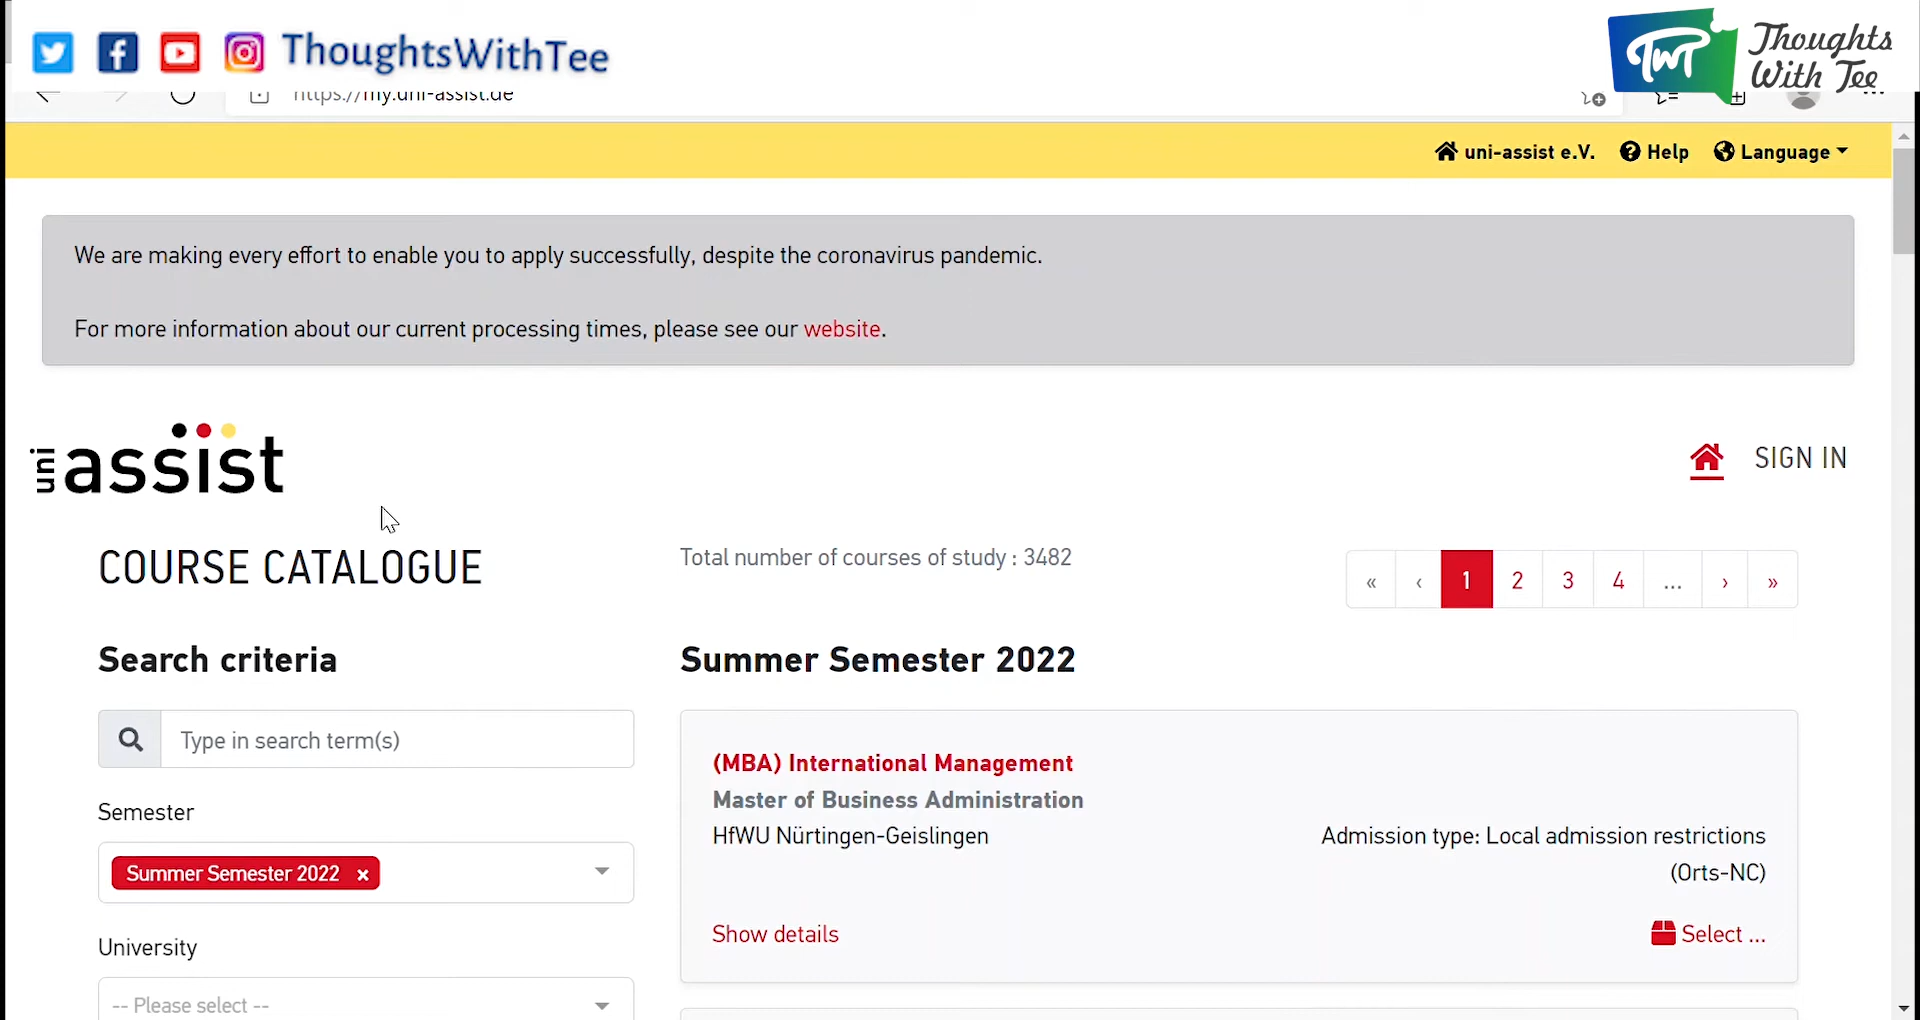 ThoughtsWithTee
TWT
Thoughts
With Tee
https://my.uni-assist.de
uni-assist e.V. Help Language
We are making every effort to enable you to apply successfully, despite the coronavirus pandemic.
For more information about our current processing times, please see our website.
uni assist
SIGN IN
COURSE CATALOGUE
Total number of courses of study : 3482
« ‹ 1 2 3 4 ... › »
Search criteria
Summer Semester 2022
Type in search term(s)
(MBA) International Management
Master of Business Administration
Semester
HfWU Nürtingen-Geislingen
Admission type: Local admission restrictions
(Orts-NC)
Summer Semester 2022 ×
Show details
Select ...
University
-- Please select --